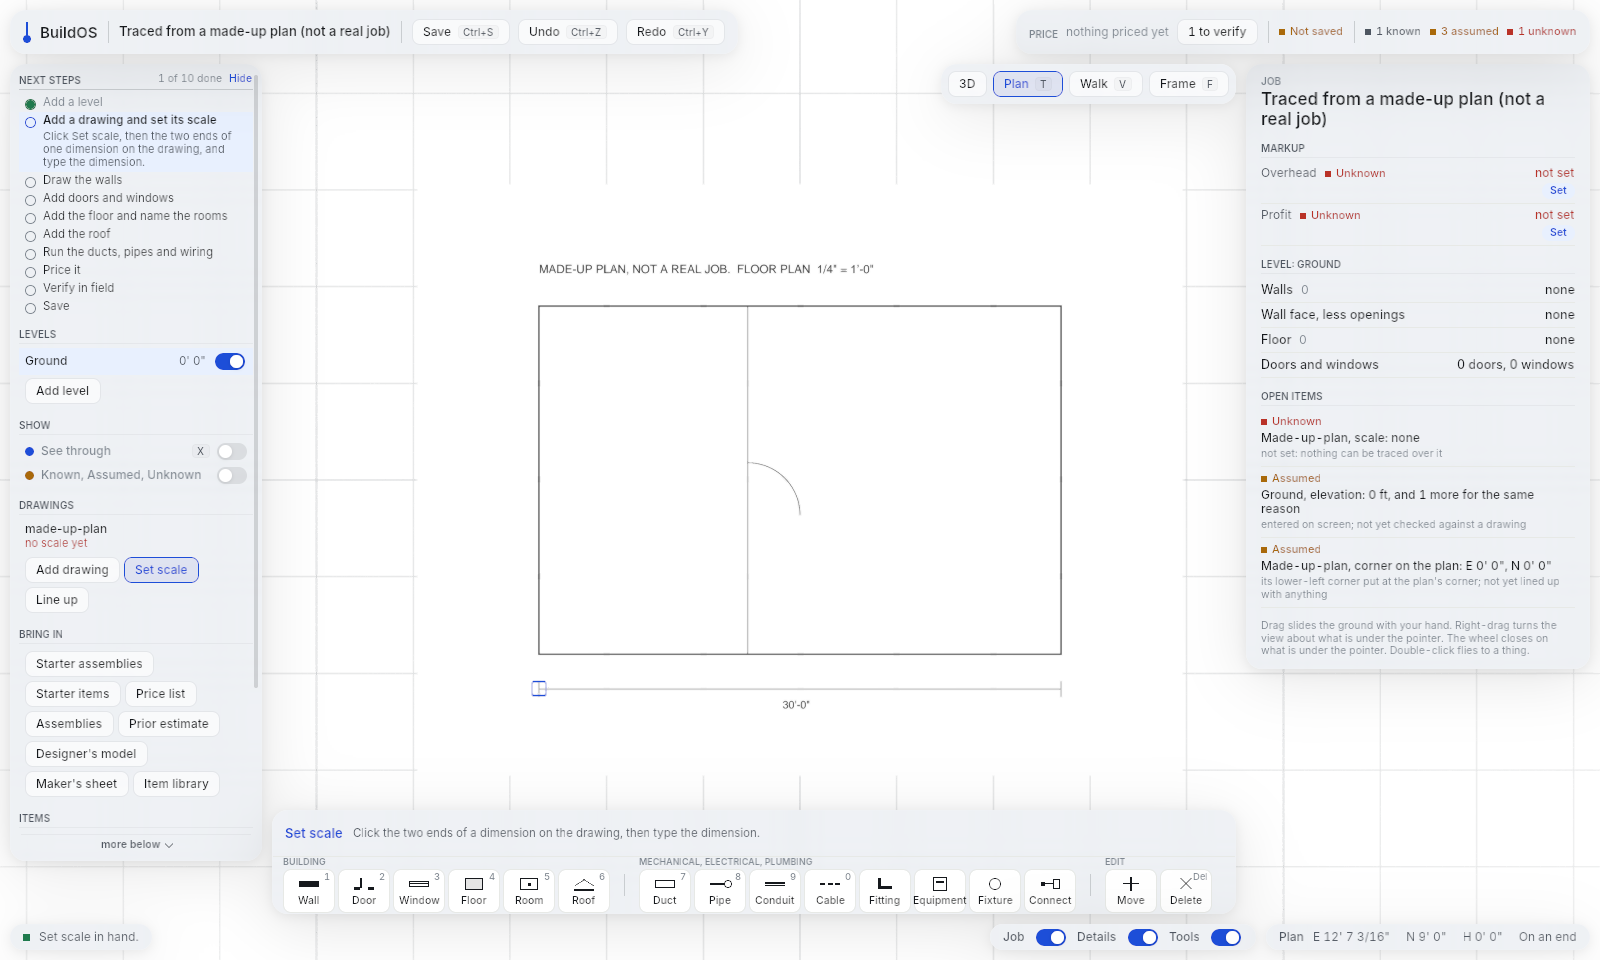 BuildOS
Traced from a made-up plan (not a real job)
Save Ctrl+S
Undo Ctrl+Z
Redo Ctrl+Y
PRICE nothing priced yet
1 to verify
Not saved
1 known
3 assumed
1 unknown
NEXT STEPS 1 of 10 done Hide
Add a level
Add a drawing and set its scale
Click Set scale, then the two ends of
one dimension on the drawing, and
type the dimension.
Draw the walls
Add doors and windows
Add the floor and name the rooms
Add the roof
Run the ducts, pipes and wiring
Price it
Verify in field
Save
LEVELS
Ground 0' 0"
Add level
SHOW
See through X
Known, Assumed, Unknown
DRAWINGS
made-up-plan
no scale yet
Add drawing
Set scale
Line up
BRING IN
Starter assemblies
Starter items
Price list
Assemblies
Prior estimate
Designer's model
Maker's sheet
Item library
ITEMS
more below
3D
Plan T
Walk V
Frame F
MADE-UP PLAN, NOT A REAL JOB. FLOOR PLAN 1/4" = 1'-0"
30'-0"
JOB
Traced from a made-up plan (not a
real job)
MARKUP
Overhead Unknown not set
Set
Profit Unknown not set
Set
LEVEL: GROUND
Walls 0 none
Wall face, less openings none
Floor 0 none
Doors and windows 0 doors, 0 windows
OPEN ITEMS
Unknown
Made-up-plan, scale: none
not set: nothing can be traced over it
Assumed
Ground, elevation: 0 ft, and 1 more for the same
reason
entered on screen; not yet checked against a drawing
Assumed
Made-up-plan, corner on the plan: E 0' 0", N 0' 0"
its lower-left corner put at the plan's corner; not yet lined up
with anything
Drag slides the ground with your hand. Right-drag turns the
view about what is under the pointer. The wheel closes on
what is under the pointer. Double-click flies to a thing.
Set scale Click the two ends of a dimension on the drawing, then type the dimension.
BUILDING
1 Wall
2 Door
3 Window
4 Floor
5 Room
6 Roof
MECHANICAL, ELECTRICAL, PLUMBING
7 Duct
8 Pipe
9 Conduit
0 Cable
Fitting
Equipment
Fixture
Connect
EDIT
Move
Del Delete
Set scale in hand.
Job
Details
Tools
Plan E 12' 7 3/16" N 9' 0" H 0' 0" On an end